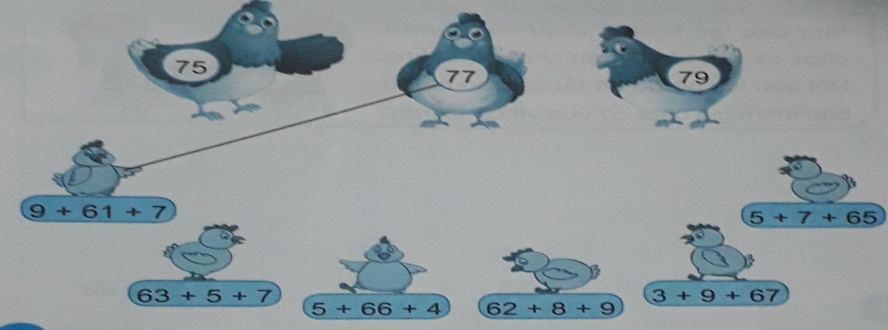 75
77
79
9 + 61 + 7
5 + 7 + 65
63 + 5 + 7
5 + 66 + 4
62 + 8 + 9
3 + 9 + 67